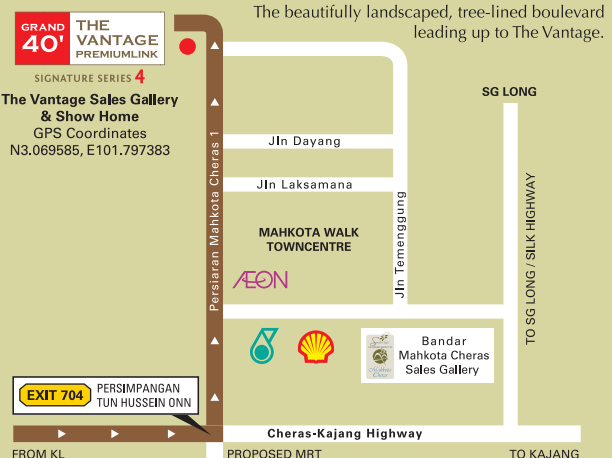 GRAND
40'
THE
VANTAGE
PREMIUMLINK
SIGNATURE SERIES 4
The Vantage Sales Gallery
& Show Home
GPS Coordinates
N3.069585, E101.797383
The beautifully landscaped, tree-lined boulevard
leading up to The Vantage.
SG LONG
Jln Dayang
Jln Laksamana
Persiaran Mahkota Cheras 1
MAHKOTA WALK
TOWNCENTRE
Jln Temenggung
TO SG LONG / SILK HIGHWAY
AEON
Bandar
Mahkota Cheras
Sales Gallery
EXIT 704
PERSIMPANGAN
TUN HUSSEIN ONN
Cheras-Kajang Highway
FROM KL
PROPOSED MRT
TO KAJANG